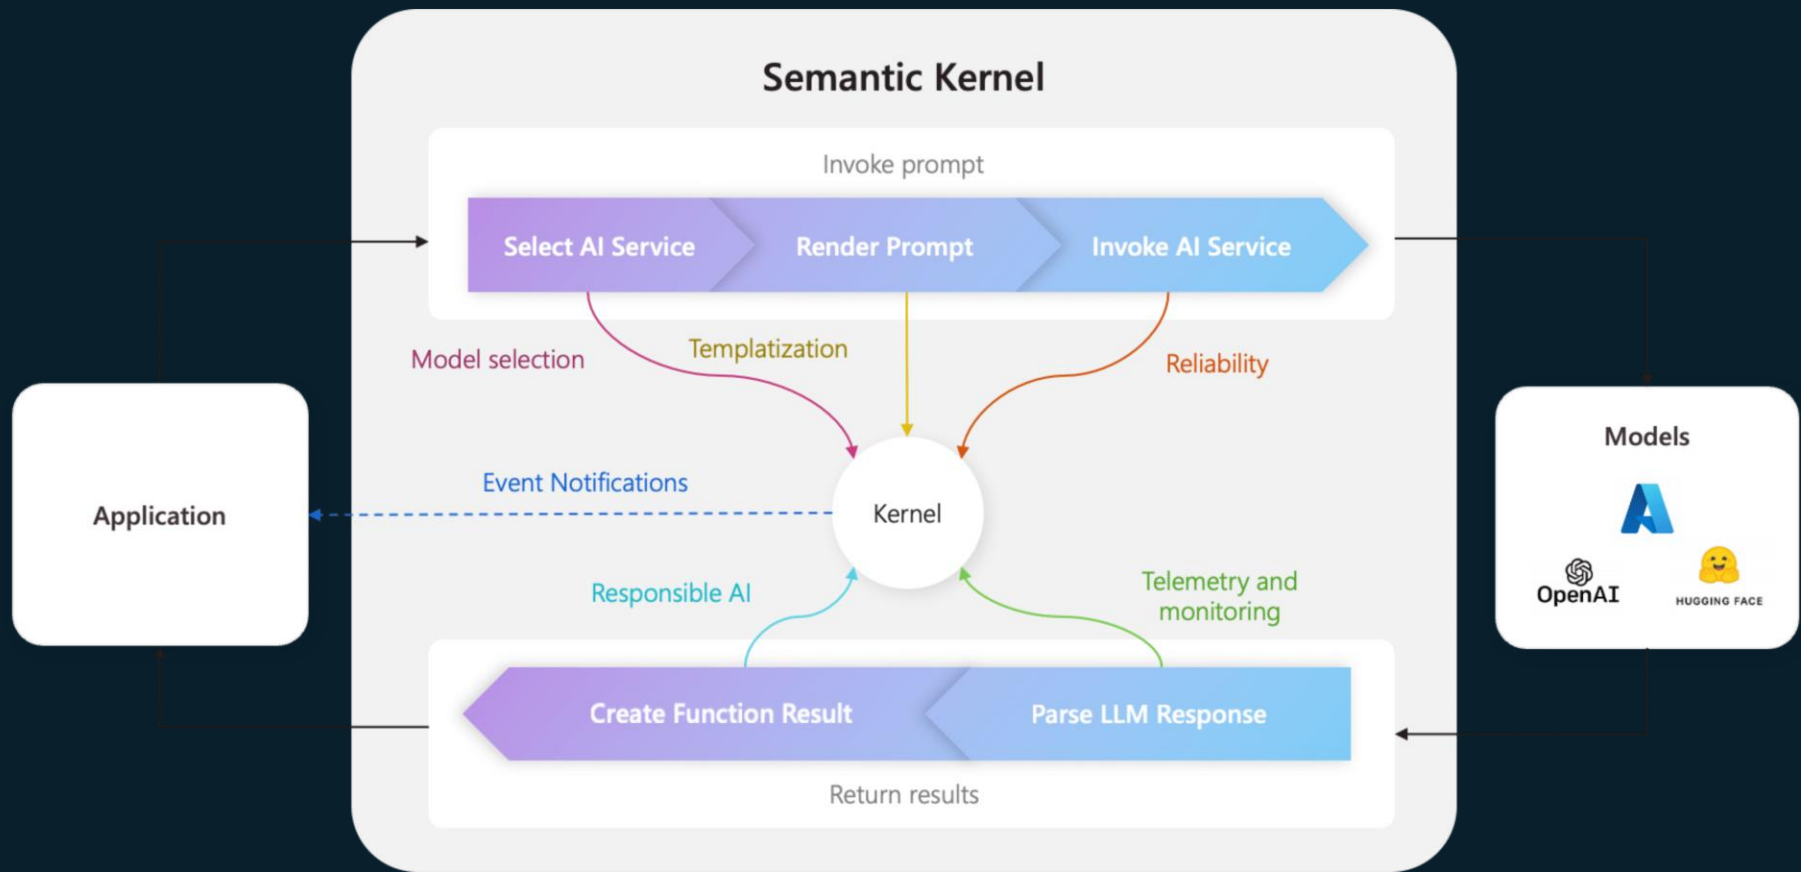 Semantic Kernel
Invoke prompt
Select AI Service
Render Prompt
Invoke AI Service
Model selection
Templatization
Reliability
Application
Event Notifications
Kernel
Models
OpenAI
HUGGING FACE
Responsible AI
Telemetry and
monitoring
Create Function Result
Parse LLM Response
Return results